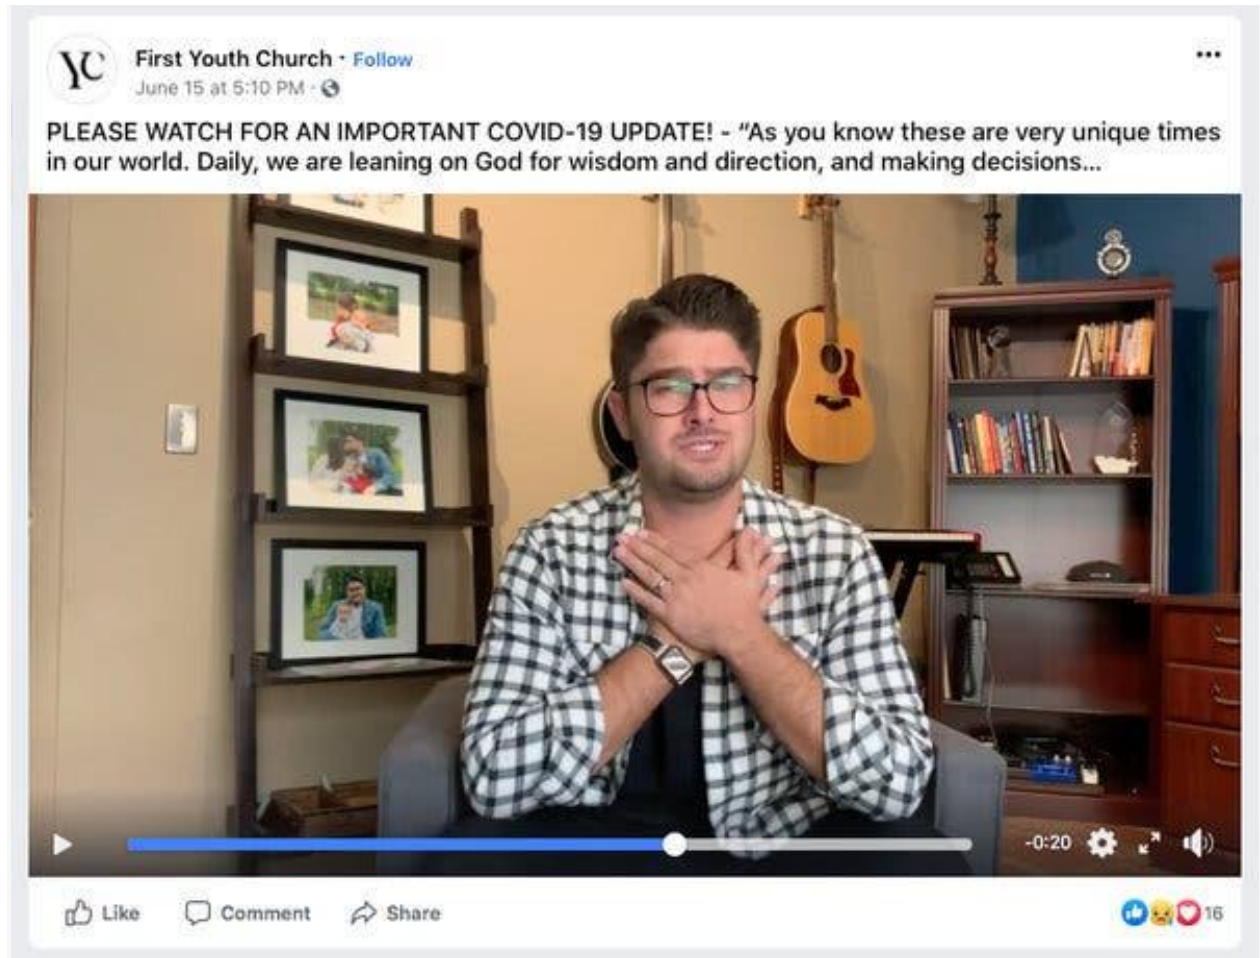 YC
First Youth Church · Follow
June 15 at 5:10 PM ·
PLEASE WATCH FOR AN IMPORTANT COVID-19 UPDATE! - “As you know these are very unique times
in our world. Daily, we are leaning on God for wisdom and direction, and making decisions...
-0:20
Like Comment Share 16